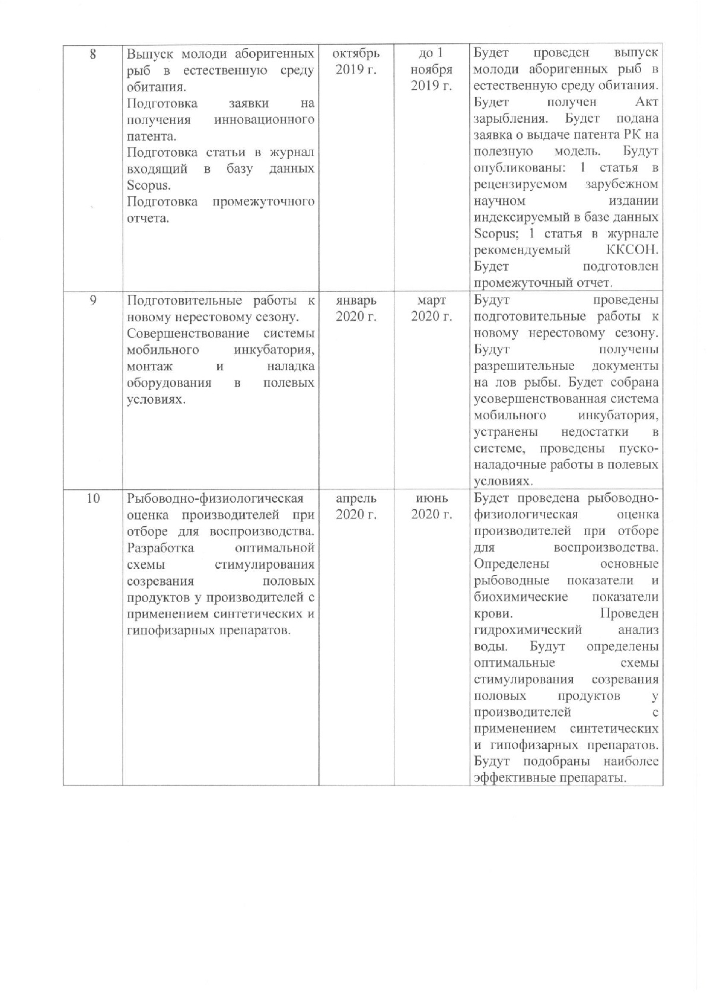 8
Выпуск молоди аборигенных
рыб в естественную среду
обитания.
Подготовка заявки на
получения инновационного
патента.
Подготовка статьи в журнал
входящий в базу данных
Scopus.
Подготовка промежуточного
отчета.
октябрь
2019 г.
до 1
ноября
2019 г.
Будет проведен выпуск
молоди аборигенных рыб в
естественную среду обитания.
Будет получен Акт
зарыбления. Будет подана
заявка о выдаче патента РК на
полезную модель. Будут
опубликованы: 1 статья в
рецензируемом зарубежном
научном издании
индексируемый в базе данных
Scopus; 1 статья в журнале
рекомендуемый ККСОН.
Будет подготовлен
промежуточный отчет.
9
Подготовительные работы к
новому нерестовому сезону.
Совершенствование системы
мобильного инкубатория,
монтаж и наладка
оборудования в полевых
условиях.
январь
2020 г.
март
2020 г.
Будут проведены
подготовительные работы к
новому нерестовому сезону.
Будут получены
разрешительные документы
на лов рыбы. Будет собрана
усовершенствованная система
мобильного инкубатория,
устранены недостатки в
системе, проведены пуско-
наладочные работы в полевых
условиях.
10
Рыбоводно-физиологическая
оценка производителей при
отборе для воспроизводства.
Разработка оптимальной
схемы стимулирования
созревания половых
продуктов у производителей с
применением синтетических и
гипофизарных препаратов.
апрель
2020 г.
июнь
2020 г.
Будет проведена рыбоводно-
физиологическая оценка
производителей при отборе
для воспроизводства.
Определены основные
рыбоводные показатели и
биохимические показатели
крови. Проведен
гидрохимический анализ
воды. Будут определены
оптимальные схемы
стимулирования созревания
половых продуктов у
производителей с
применением синтетических
и гипофизарных препаратов.
Будут подобраны наиболее
эффективные препараты.